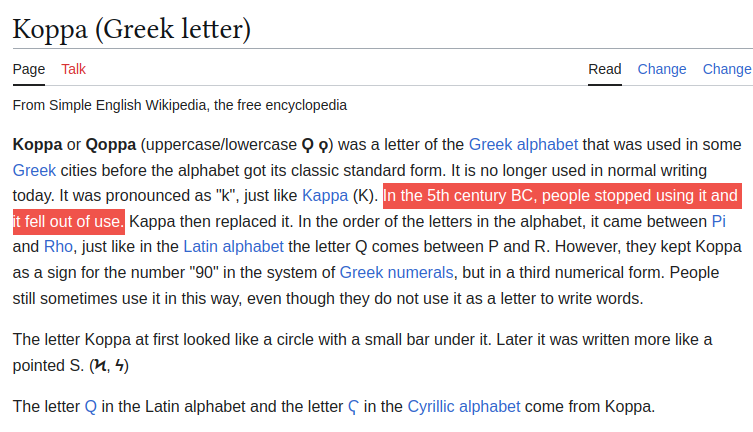 Koppa (Greek letter)
Page Talk Read Change Change
From Simple English Wikipedia, the free encyclopedia
Koppa or Qoppa (uppercase/lowercase Ϙ ϙ) was a letter of the Greek alphabet that was used in some
Greek cities before the alphabet got its classic standard form. It is no longer used in normal writing
today. It was pronounced as "k", just like Kappa (K). In the 5th century BC, people stopped using it and
it fell out of use. Kappa then replaced it. In the order of the letters in the alphabet, it came between Pi
and Rho, just like in the Latin alphabet the letter Q comes between P and R. However, they kept Koppa
as a sign for the number "90" in the system of Greek numerals, but in a third numerical form. People
still sometimes use it in this way, even though they do not use it as a letter to write words.
The letter Koppa at first looked like a circle with a small bar under it. Later it was written more like a
pointed S. (Ϟ, ϟ)
The letter Q in the Latin alphabet and the letter Ҁ in the Cyrillic alphabet come from Koppa.